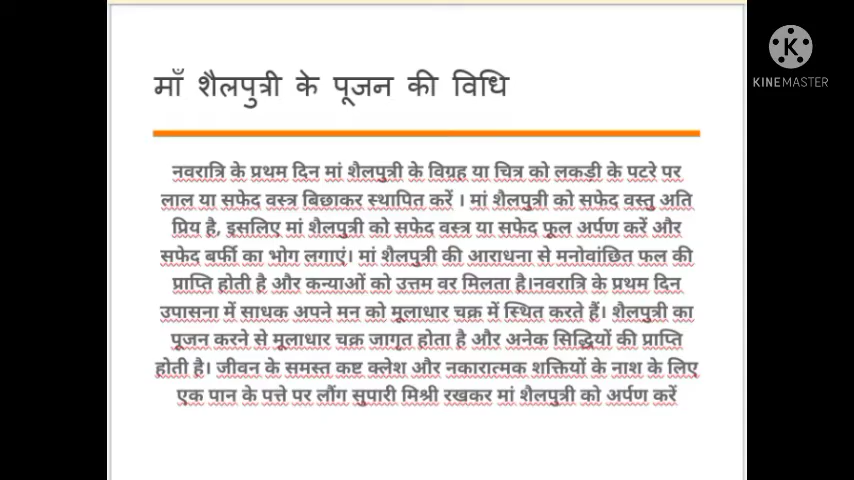 माँ शैलपुत्री के पूजन की विधि
K
KINEMASTER
नवरात्रि के प्रथम दिन मां शैलपुत्री के विग्रह या चित्र को लकड़ी के पटरे पर
लाल या सफेद वस्त्र बिछाकर स्थापित करें । मां शैलपुत्री को सफेद वस्तु अति
प्रिय है, इसलिए मां शैलपुत्री को सफेद वस्त्र या सफेद फूल अर्पण करें और
सफेद बर्फी का भोग लगाएं। मां शैलपुत्री की आराधना से मनोवांछित फल की
प्राप्ति होती है और कन्याओं को उत्तम वर मिलता है।नवरात्रि के प्रथम दिन
उपासना में साधक अपने मन को मूलाधार चक्र में स्थित करते हैं। शैलपुत्री का
पूजन करने से मूलाधार चक्र जागृत होता है और अनेक सिद्धियों की प्राप्ति
होती है। जीवन के समस्त कष्ट क्लेश और नकारात्मक शक्तियों के नाश के लिए
एक पान के पत्ते पर लौंग सुपारी मिश्री रखकर मां शैलपुत्री को अर्पण करें